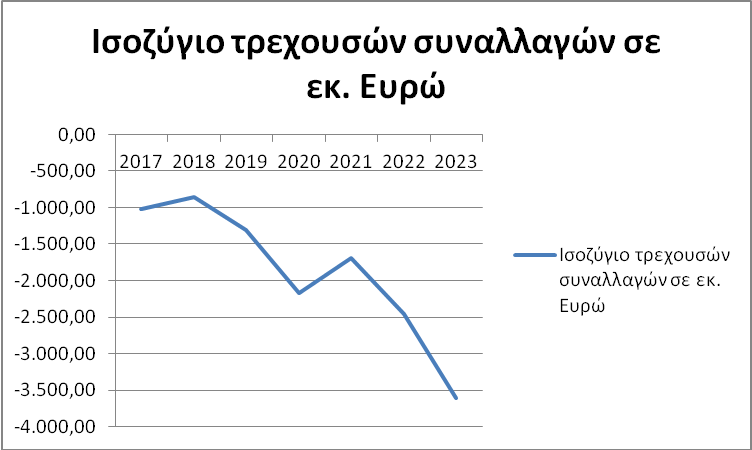 Ισοζύγιο τρεχουσών συναλλαγών σε
εκ. Ευρώ
0,00
2017 2018 2019 2020 2021 2022 2023
-500,00
-1.000,00
-1.500,00
-2.000,00
-2.500,00
-3.000,00
-3.500,00
-4.000,00
Ισοζύγιο τρεχουσών
συναλλαγών σε εκ.
Ευρώ